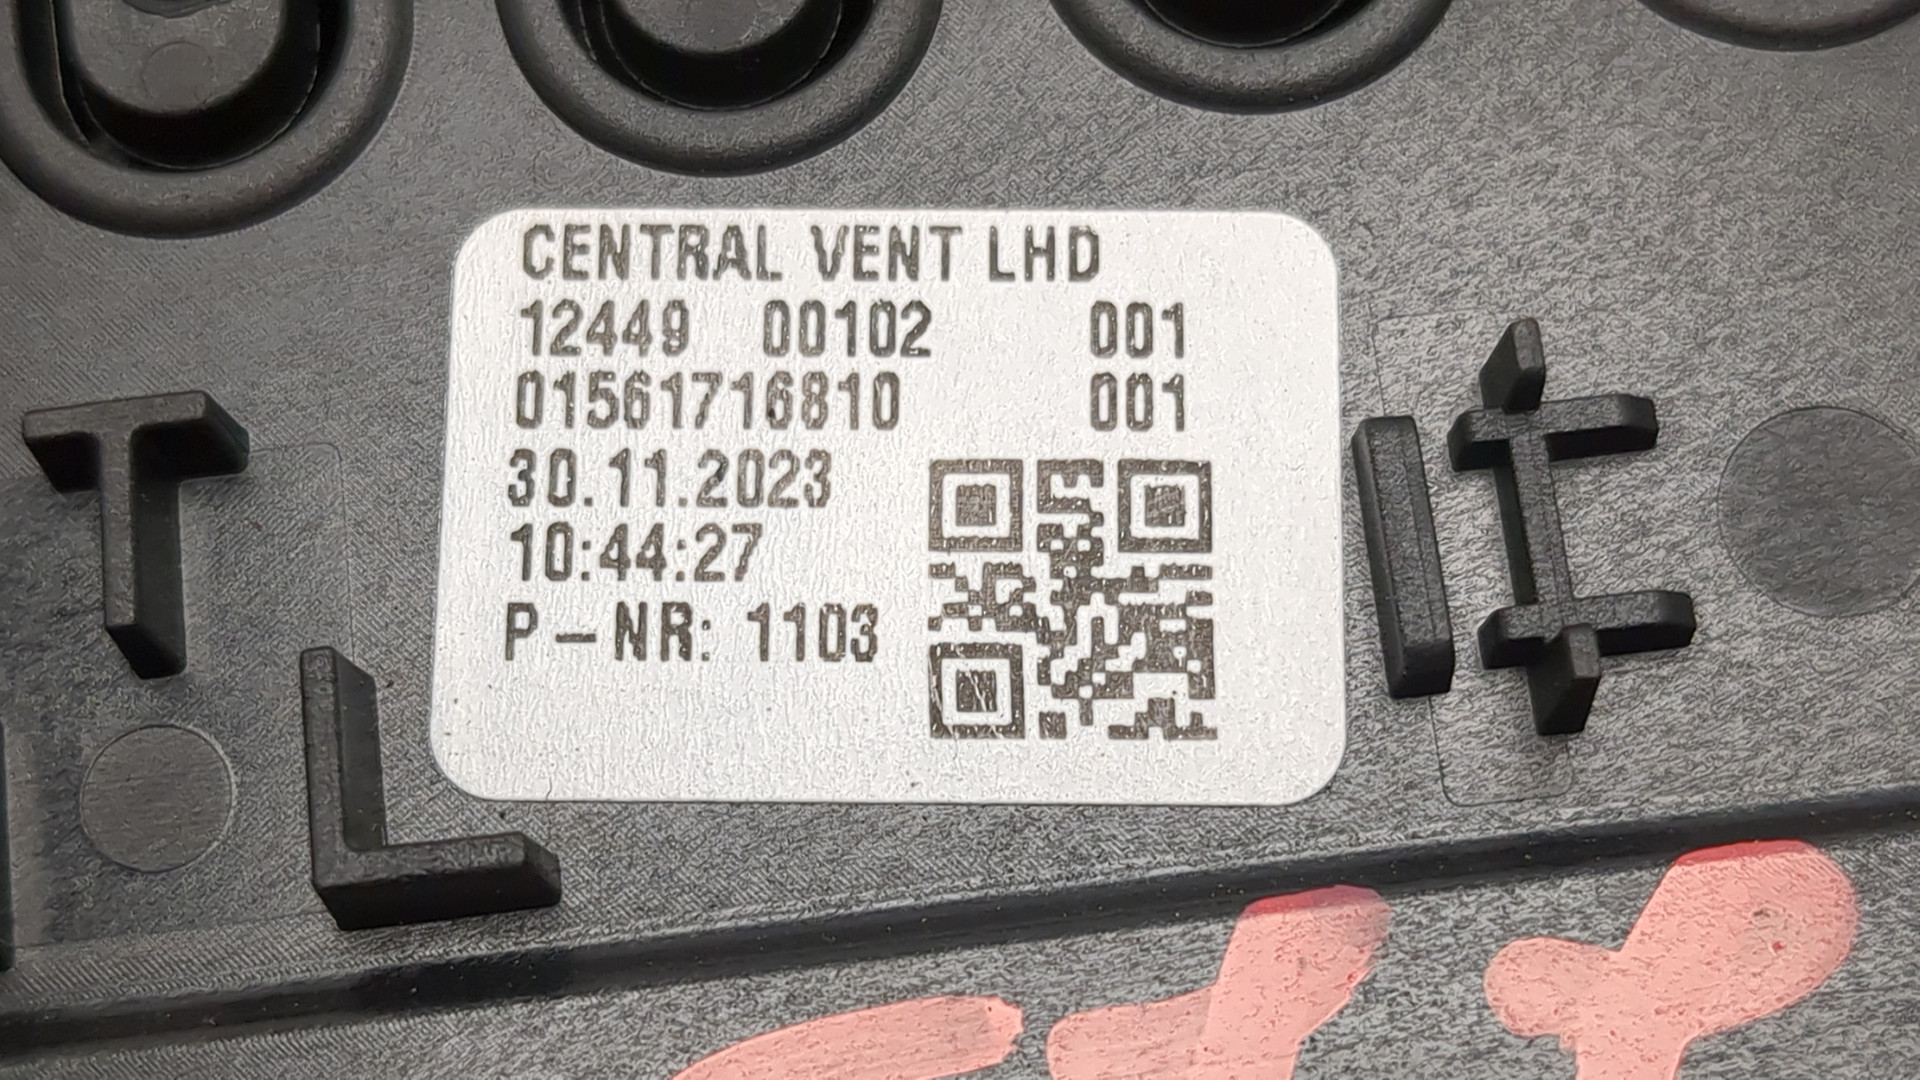 CENTRAL VENT LHD
12449 00102 001
01561716810 001
30.11.2023
10:44:27
P-NR: 1103